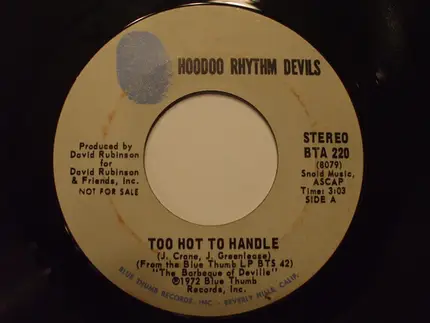 HOODOO RHYTHM DEVILS
Produced by
David Rubinson
for
David Rubinson
& Friends, Inc.
NOT FOR SALE
STEREO
BTA 220
(8079)
Snaid Music,
ASCAP
Time: 3:03
SIDE A
TOO HOT TO HANDLE
(J. Crane, J. Greenlease)
(From the Blue Thumb LP BTS 42)
"The Barbeque of Deville"
©1972 Blue Thumb
Records, Inc.
BLUE THUMB RECORDS, INC. - BEVERLY HILLS, CALIF.